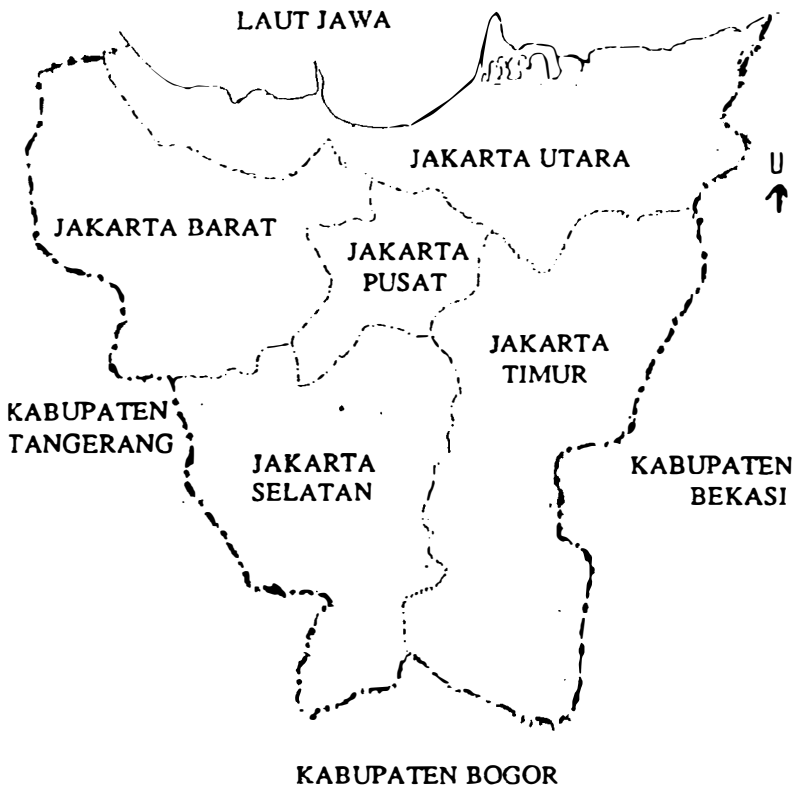 LAUT JAWA
JAKARTA UTARA
U
JAKARTA BARAT
JAKARTA
PUSAT
JAKARTA
TIMUR
KABUPATEN
TANGERANG
JAKARTA
SELATAN
KABUPATEN
BEKASI
KABUPATEN BOGOR